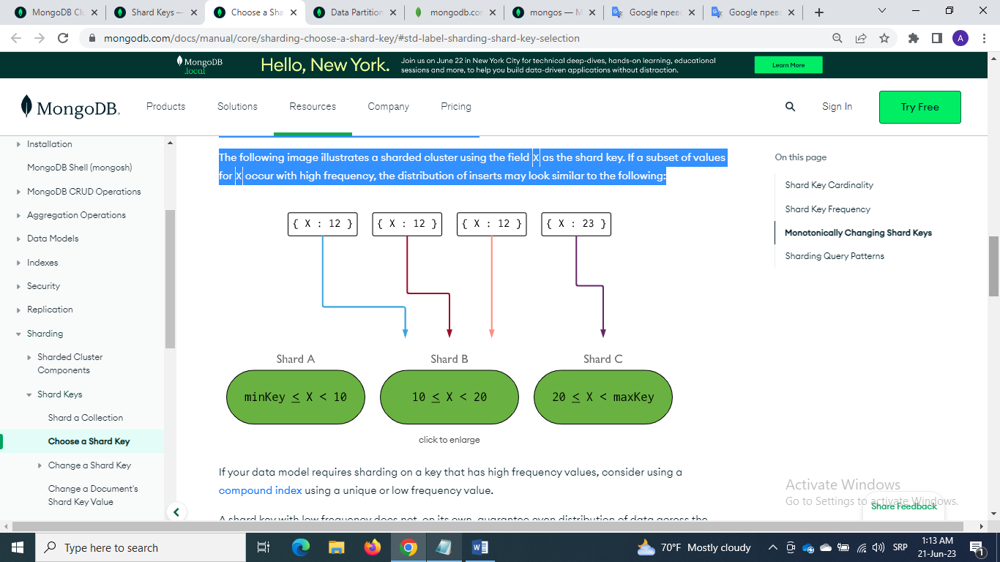 MongoDB Cl
Shard Keys —
Choose a Sha
Data Partition
mongodb.cor
mongos — M
Google прев
Google прев
mongodb.com/docs/manual/core/sharding-choose-a-shard-key/#std-label-sharding-shard-key-selection
A
MongoDB
.local
Hello, New York.
Join us on June 22 in New York City for technical deep-dives, hands-on learning, educational
sessions and more, to help you build data-driven applications without distraction.
Learn More
MongoDB.
Products
Solutions
Resources
Company
Pricing
Sign In
Try Free
Installation
MongoDB Shell (mongosh)
MongoDB CRUD Operations
Aggregation Operations
Data Models
Indexes
Security
Replication
Sharding
Sharded Cluster
Components
Shard Keys
Shard a Collection
Choose a Shard Key
Change a Shard Key
Change a Document's
Shard Key Value
The following image illustrates a sharded cluster using the field X as the shard key. If a subset of values
for X occur with high frequency, the distribution of inserts may look similar to the following:
{ X : 12 }
{ X : 12 }
{ X : 12 }
{ X : 23 }
Shard A
Shard B
Shard C
minKey ≤ X < 10
10 ≤ X < 20
20 ≤ X < maxKey
click to enlarge
If your data model requires sharding on a key that has high frequency values, consider using a
compound index using a unique or low frequency value.
A shard key with low frequency does not, on its own, guarantee even distribution of data across the
On this page
Shard Key Cardinality
Shard Key Frequency
Monotonically Changing Shard Keys
Sharding Query Patterns
Activate Windows
Go to Settings to activate Windows.
Share Feedback
Type here to search
70°F Mostly cloudy
SRP
1:13 AM
21-Jun-23
1